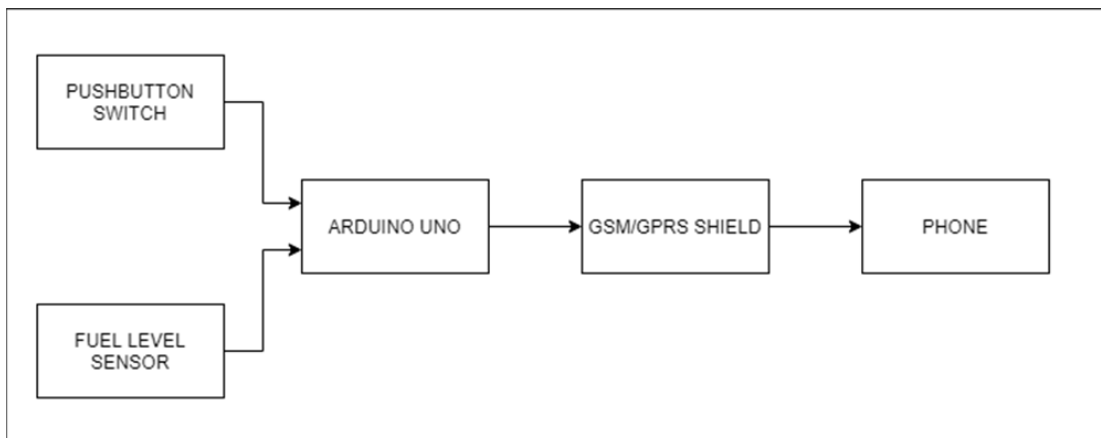 PUSHBUTTON
SWITCH
ARDUINO UNO
GSM/GPRS SHIELD
PHONE
FUEL LEVEL
SENSOR